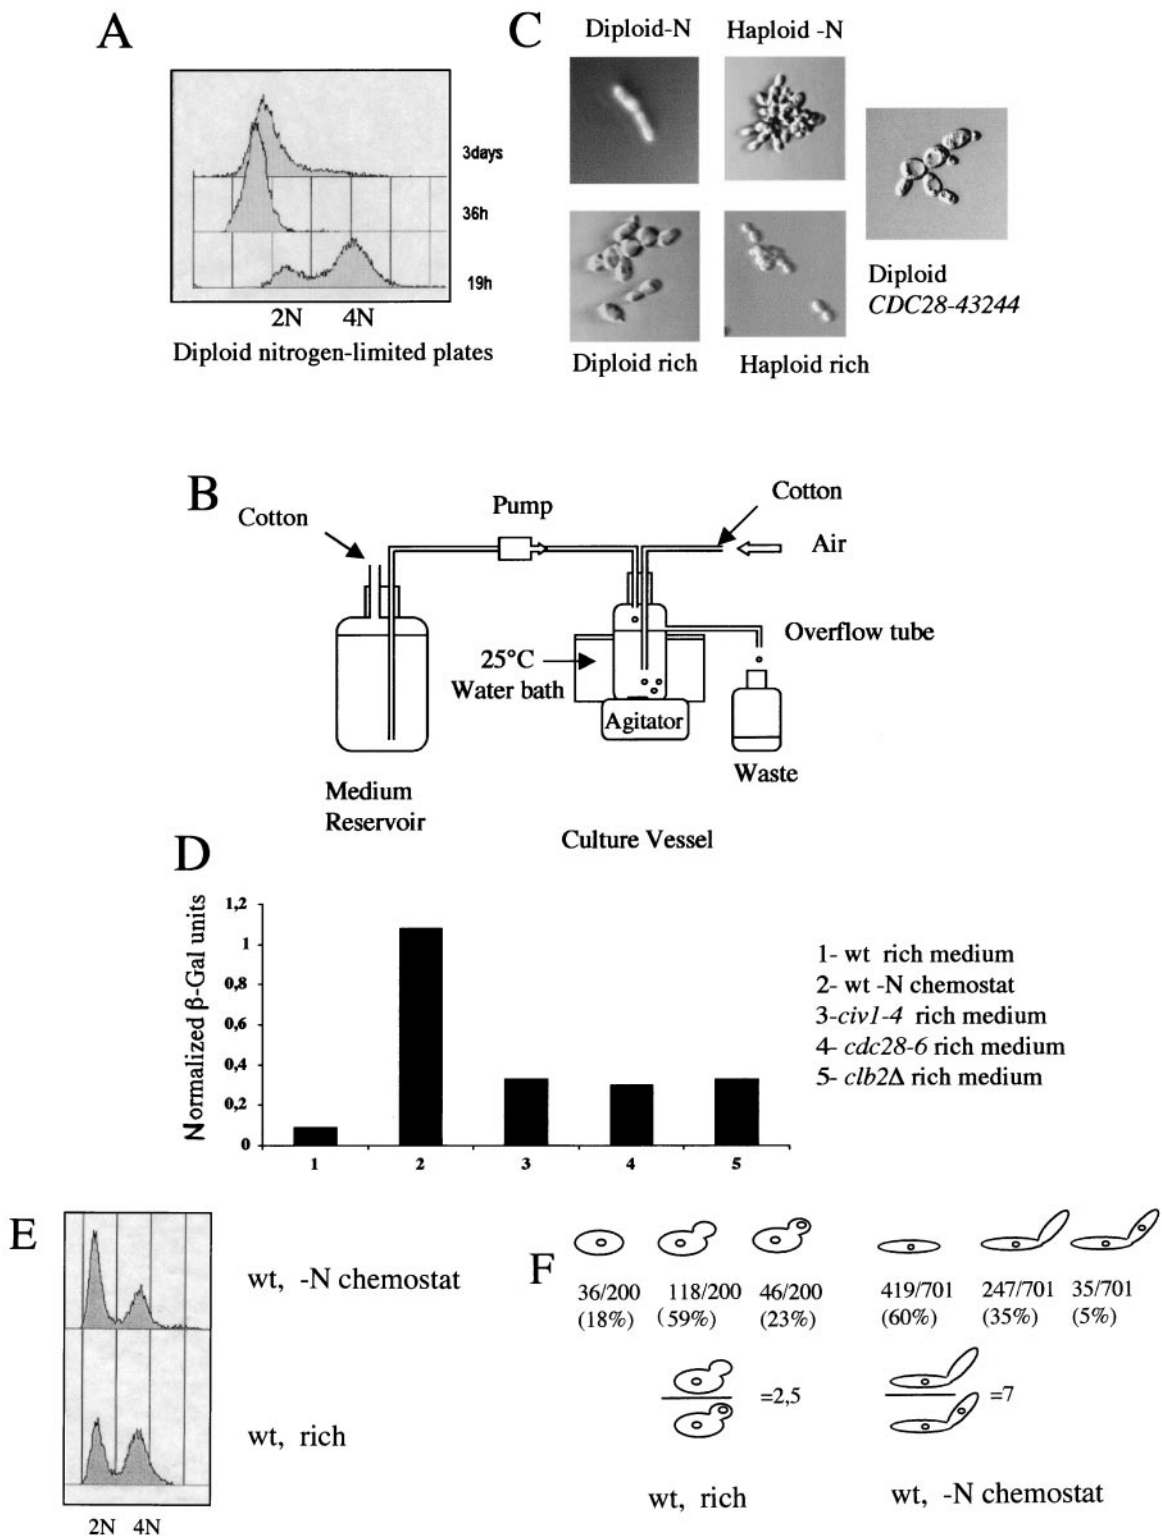 A
3days
36h
19h
2N 4N
Diploid nitrogen-limited plates
C
Diploid-N Haploid -N
Diploid
CDC28-43244
Diploid rich Haploid rich
B
Cotton
Pump
Cotton
Air
25°C
Water bath
Overflow tube
Agitator
Waste
Medium
Reservoir
Culture Vessel
D
Normalized β-Gal units
1,2
1
0,8
0,6
0,4
0,2
0
1 2 3 4 5
1- wt rich medium
2- wt -N chemostat
3-civ1-4 rich medium
4- cdc28-6 rich medium
5- clb2Δ rich medium
E
wt, -N chemostat
wt, rich
2N 4N
F
36/200 118/200 46/200 419/701 247/701 35/701
(18%) (59%) (23%) (60%) (35%) (5%)
=2,5 =7
wt, rich wt, -N chemostat